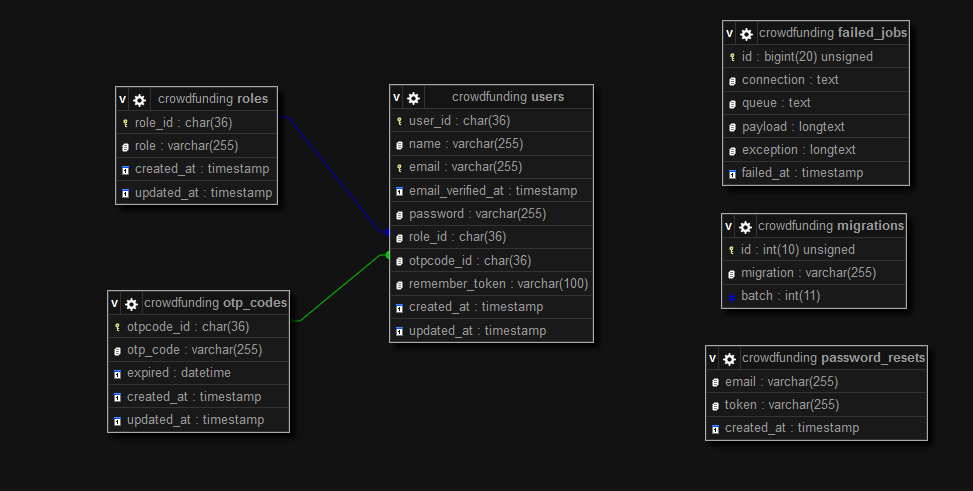 v crowdfunding roles
role_id : char(36)
role : varchar(255)
created_at : timestamp
updated_at : timestamp
v crowdfunding otp_codes
otpcode_id : char(36)
otp_code : varchar(255)
expired : datetime
created_at : timestamp
updated_at : timestamp
v crowdfunding users
user_id : char(36)
name : varchar(255)
email : varchar(255)
email_verified_at : timestamp
password : varchar(255)
role_id : char(36)
otpcode_id : char(36)
remember_token : varchar(100)
created_at : timestamp
updated_at : timestamp
v crowdfunding failed_jobs
id : bigint(20) unsigned
connection : text
queue : text
payload : longtext
exception : longtext
failed_at : timestamp
v crowdfunding migrations
id : int(10) unsigned
migration : varchar(255)
batch : int(11)
v crowdfunding password_resets
email : varchar(255)
token : varchar(255)
created_at : timestamp